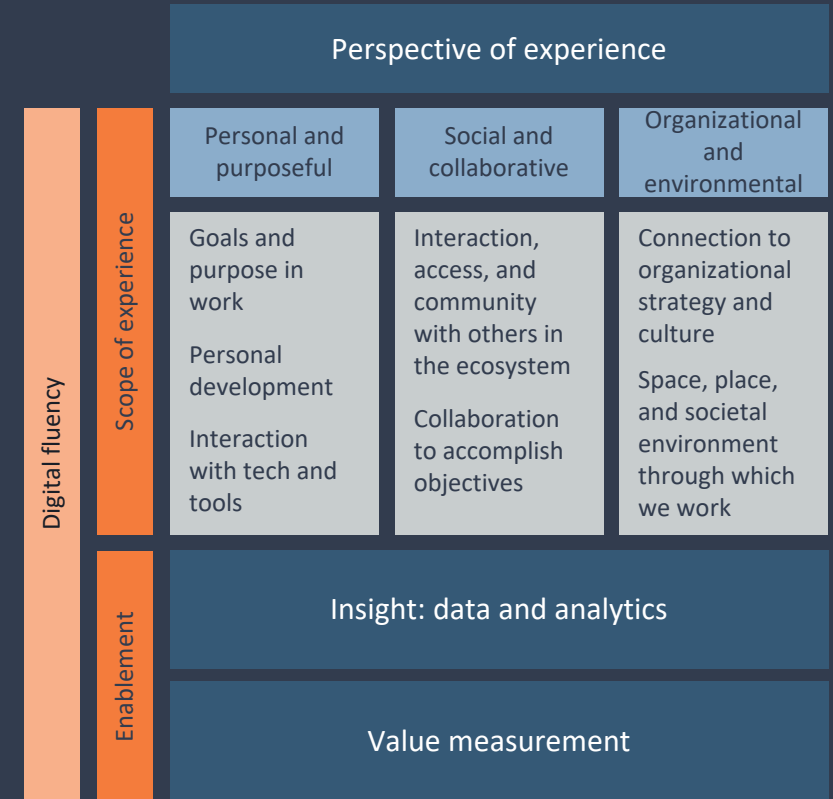 Perspective of experience
Digital fluency
Scope of experience
Personal and
purposeful
Social and
collaborative
Organizational
and
environmental
Goals and
purpose in
work
Personal
development
Interaction
with tech and
tools
Interaction,
access, and
community
with others in
the ecosystem
Collaboration
to accomplish
objectives
Connection to
organizational
strategy and
culture
Space, place,
and societal
environment
through which
we work
Enablement
Insight: data and analytics
Value measurement